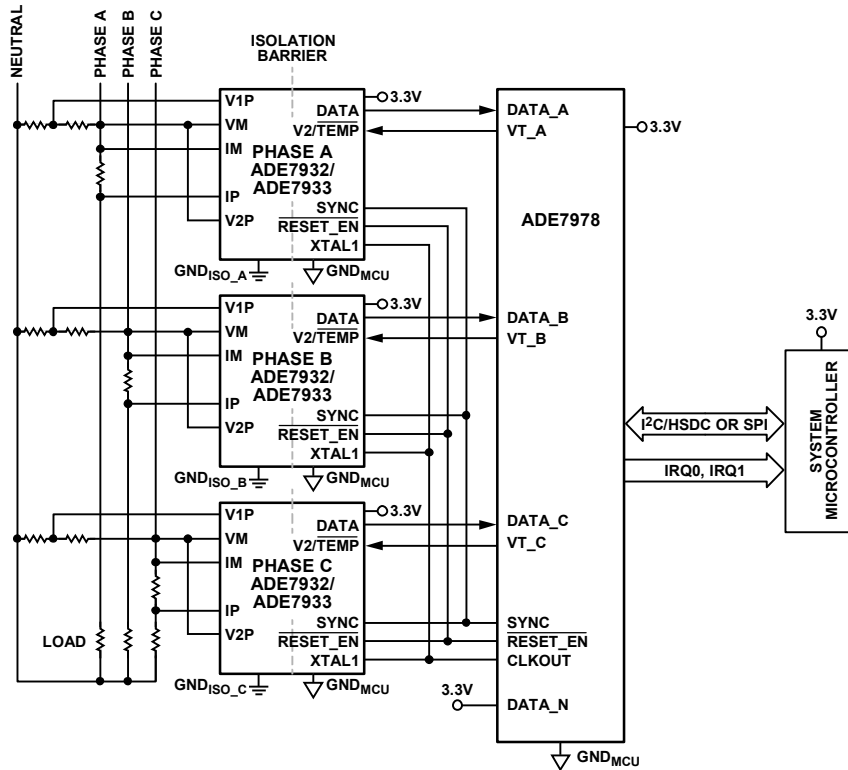 NEUTRAL
PHASE A
PHASE B
PHASE C
ISOLATION
BARRIER
V1P
VM
IM
IP
V2P
DATA
V2/TEMP
PHASE A
ADE7932/
ADE7933
SYNC
RESET_EN
XTAL1
3.3V
GNDISO_A
GNDMCU
V1P
VM
IM
IP
V2P
DATA
V2/TEMP
PHASE B
ADE7932/
ADE7933
SYNC
RESET_EN
XTAL1
3.3V
GNDISO_B
GNDMCU
V1P
VM
IM
IP
V2P
DATA
V2/TEMP
PHASE C
ADE7932/
ADE7933
SYNC
RESET_EN
XTAL1
3.3V
GNDISO_C
GNDMCU
LOAD
DATA_A
VT_A
3.3V
ADE7978
DATA_B
VT_B
DATA_C
VT_C
SYNC
RESET_EN
CLKOUT
3.3V
DATA_N
GNDMCU
I2C/HSDC OR SPI
IRQ0, IRQ1
3.3V
SYSTEM
MICROCONTROLLER